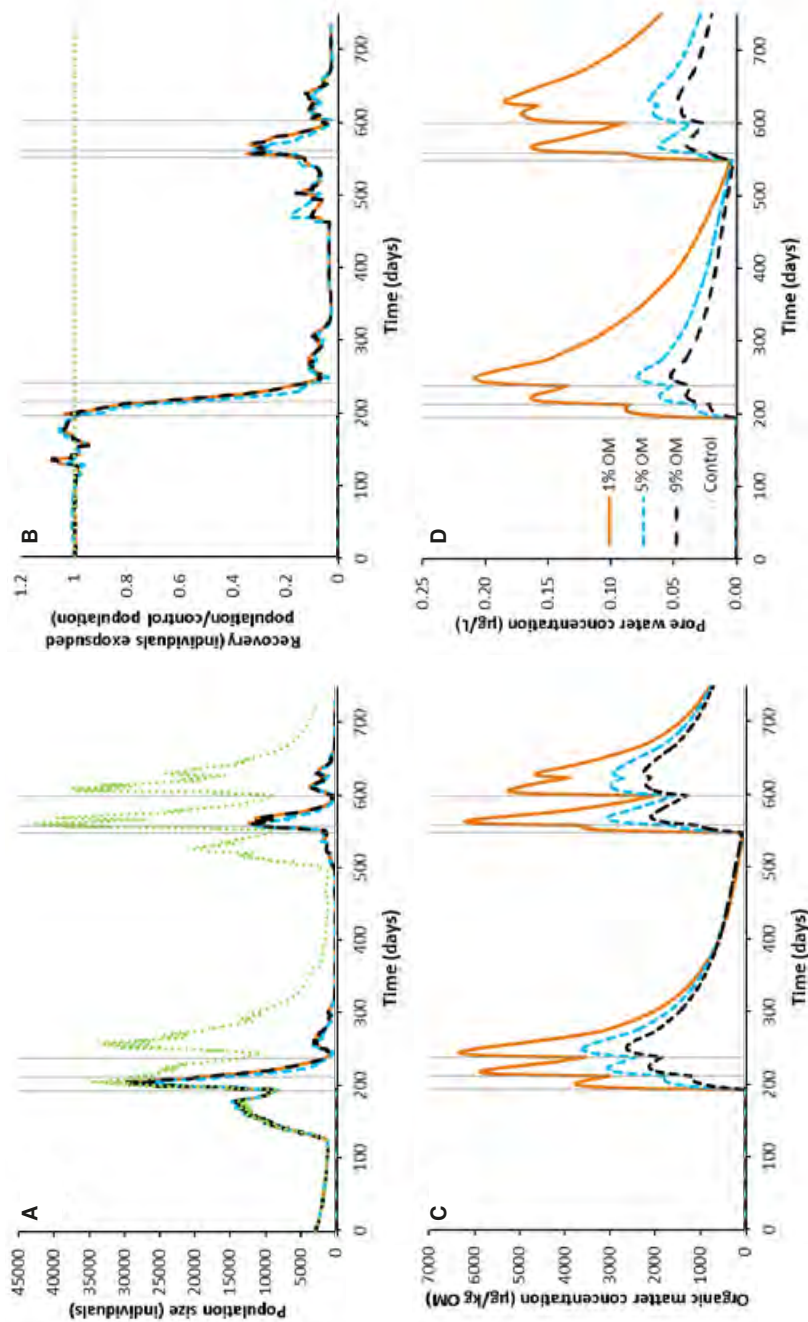 A
Population size (individuals)
45000
40000
35000
30000
25000
20000
15000
10000
5000
0
0 100 200 300 400 500 600 700
Time (days)
B
Recovery (individuals exopsuded
population/control population)
1.2
1
0.8
0.6
0.4
0.2
0
0 100 200 300 400 500 600 700
Time (days)
C
Organic matter concentration (µg/kg OM)
7000
6000
5000
4000
3000
2000
1000
0
0 100 200 300 400 500 600 700
Time (days)
D
Pore water concentration (µg/L)
0.25
0.20
0.15
0.10
0.05
0.00
0 100 200 300 400 500 600 700
Time (days)
1% OM
5% OM
9% OM
Control